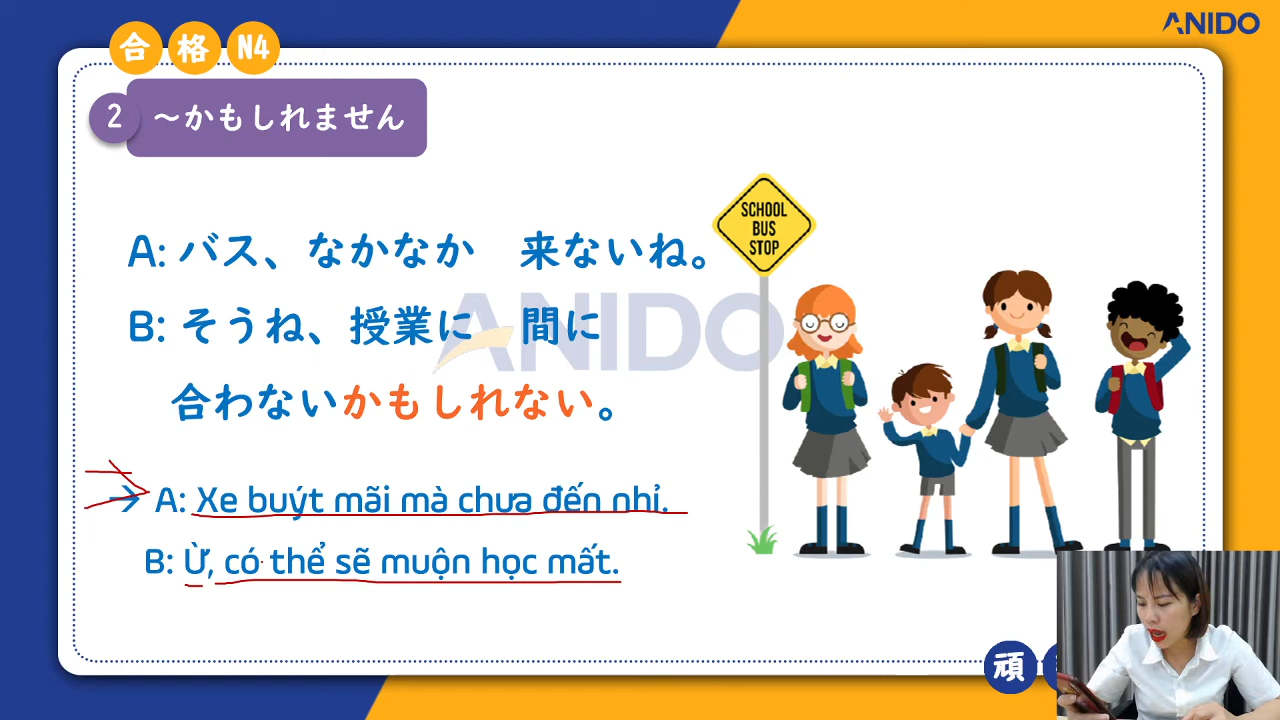 ANIDO
合格N4
2 ～かもしれません
A: バス、なかなか　来ないね。
B: そうね、授業に　間に
合わないかもしれない。
→ A: Xe buýt mãi mà chưa đến nhỉ.
B: Ừ, có thể sẽ muộn học mất.
SCHOOL
BUS
STOP
ANIDO
頑